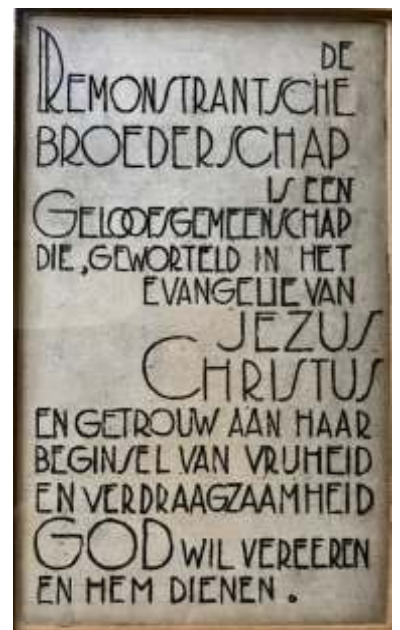 DE
REMONSTRANTSCHE
BROEDERSCHAP
IS EEN
GELOOFSGEMEENSCHAP
DIE, GEWORTELD IN HET
EVANGELIE VAN
JEZUS
CHRISTUS
EN GETROUW AAN HAAR
BEGINSEL VAN VRIJHEID
EN VERDRAAGZAAMHEID
GOD WIL VEREEREN
EN HEM DIENEN.